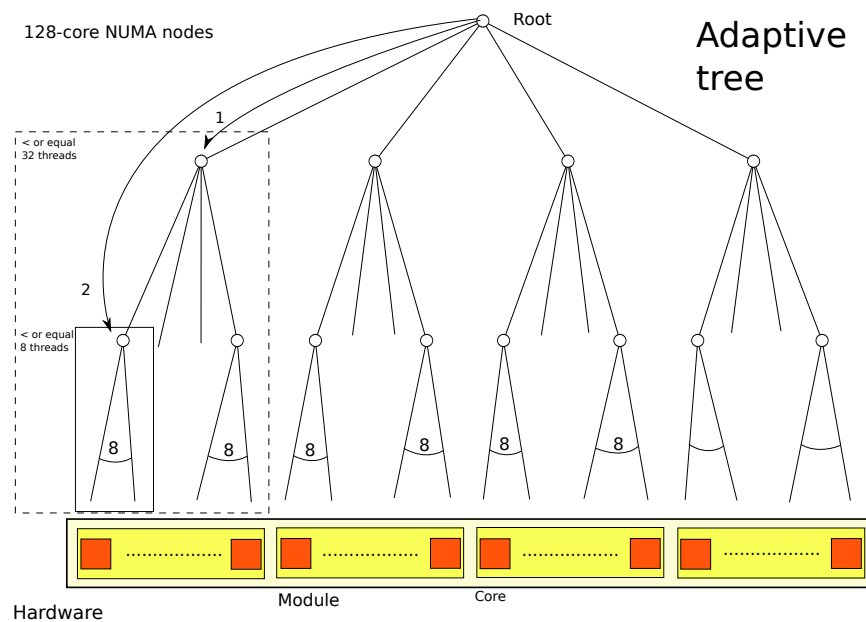 128-core NUMA nodes
Root
Adaptive
tree
1
< or equal
32 threads
2
< or equal
8 threads
8
8
8
8
8
8
Module
Core
Hardware